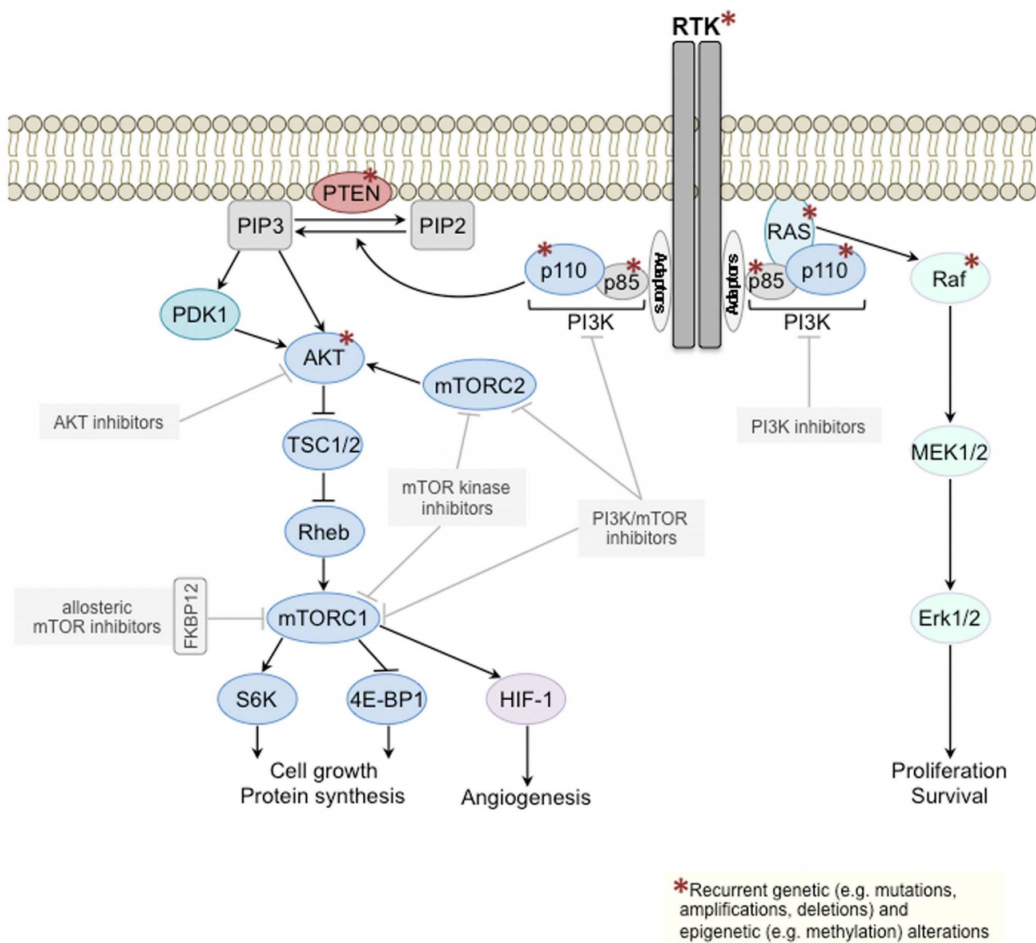 RTK*
PTEN*
PIP3
PIP2
RAS*
*p110
p85*
Adaptors
Adaptors
*p85
p110*
Raf*
PI3K
PI3K
PDK1
AKT*
mTORC2
AKT inhibitors
PI3K inhibitors
TSC1/2
MEK1/2
mTOR kinase
inhibitors
PI3K/mTOR
inhibitors
Rheb
allosteric
mTOR inhibitors
FKBP12
mTORC1
Erk1/2
S6K
4E-BP1
HIF-1
Cell growth
Protein synthesis
Angiogenesis
Proliferation
Survival
*Recurrent genetic (e.g. mutations,
amplifications, deletions) and
epigenetic (e.g. methylation) alterations